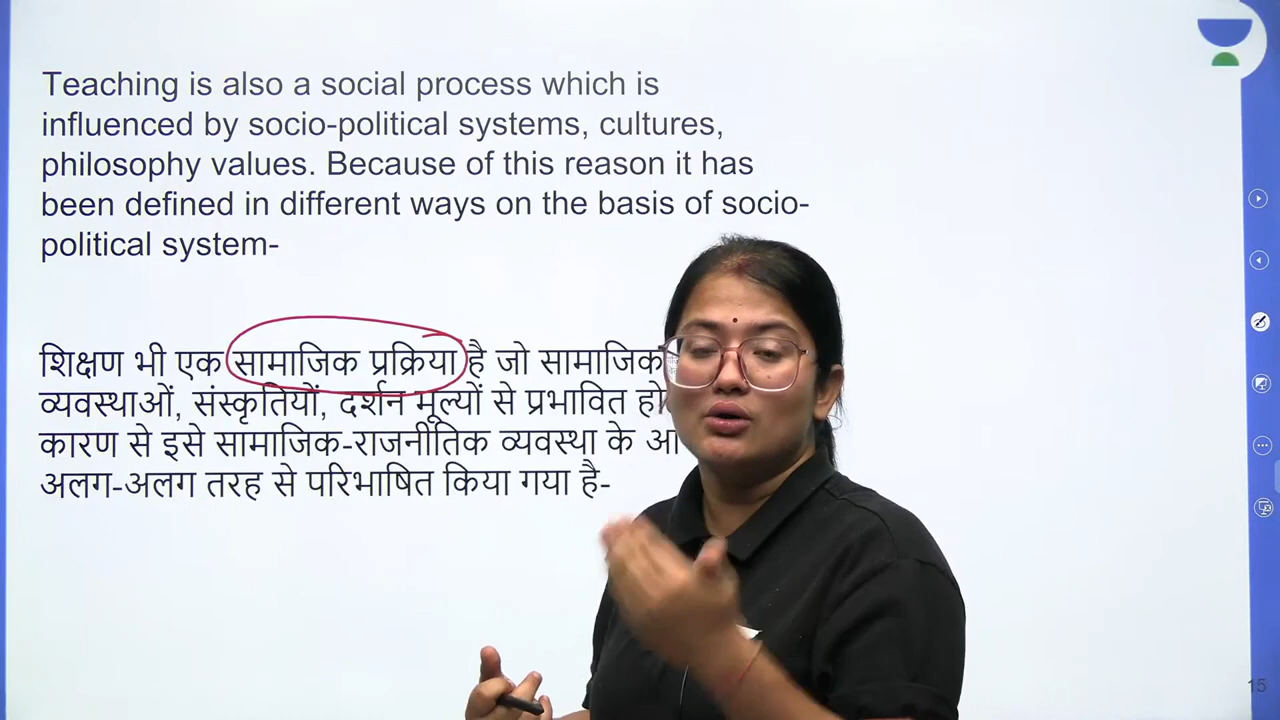 Teaching is also a social process which is
influenced by socio-political systems, cultures,
philosophy values. Because of this reason it has
been defined in different ways on the basis of socio-
political system-
शिक्षण भी एक सामाजिक प्रक्रिया है जो सामाजिक
व्यवस्थाओं, संस्कृतियों, दर्शन मूल्यों से प्रभावित
कारण से इसे सामाजिक-राजनीतिक व्यवस्था के
अलग-अलग तरह से परिभाषित किया गया है-
15